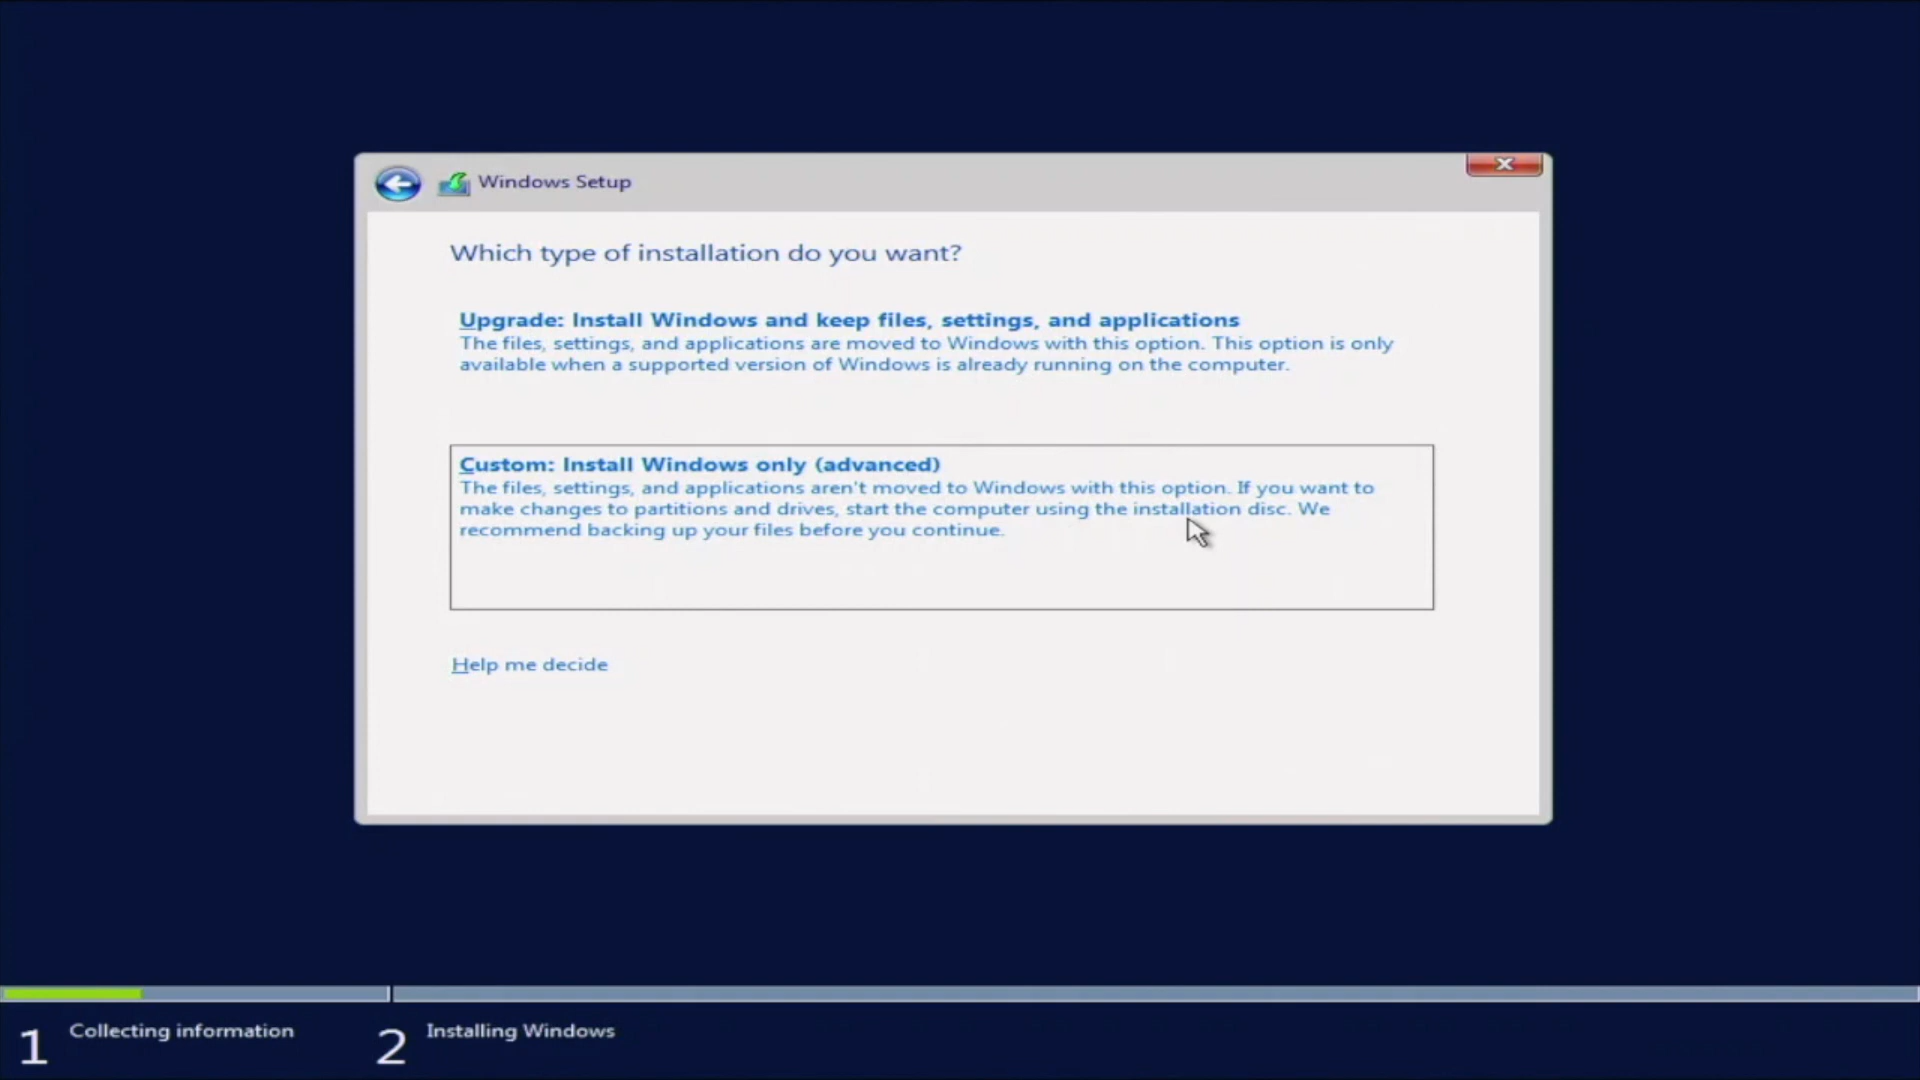 Windows Setup
Which type of installation do you want?
Upgrade: Install Windows and keep files, settings, and applications
The files, settings, and applications are moved to Windows with this option. This option is only
available when a supported version of Windows is already running on the computer.
Custom: Install Windows only (advanced)
The files, settings, and applications aren't moved to Windows with this option. If you want to
make changes to partitions and drives, start the computer using the installation disc. We
recommend backing up your files before you continue.
Help me decide
1 Collecting information
2 Installing Windows